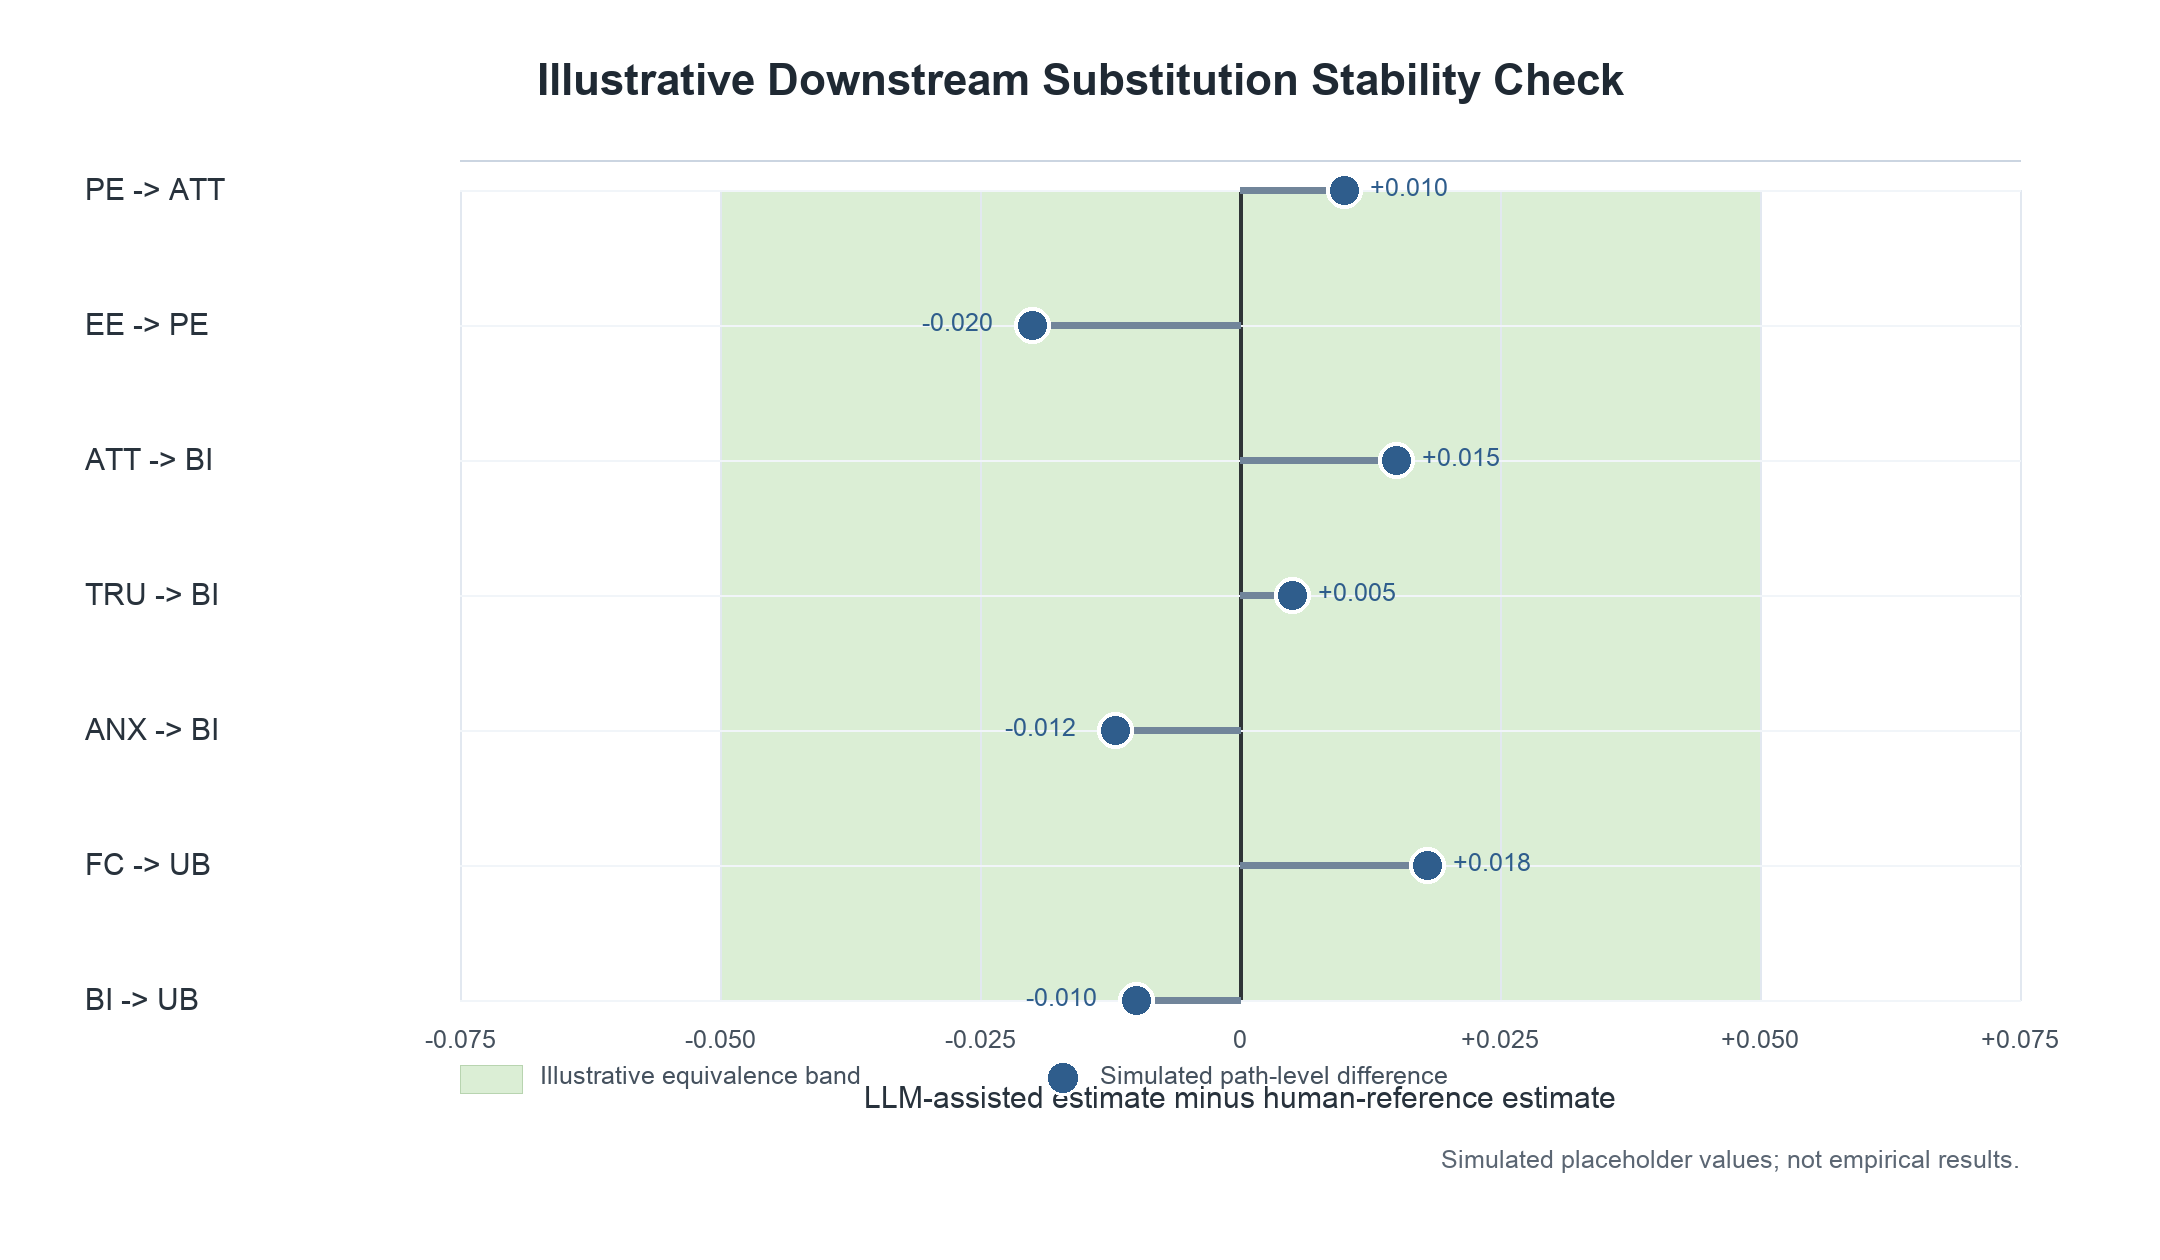 Illustrative Downstream Substitution Stability Check
PE -> ATT
+0.010
EE -> PE
-0.020
ATT -> BI
+0.015
TRU -> BI
+0.005
ANX -> BI
-0.012
FC -> UB
+0.018
BI -> UB
-0.010
-0.075 -0.050 -0.025 0 +0.025 +0.050 +0.075
Illustrative equivalence band
Simulated path-level difference
LLM-assisted estimate minus human-reference estimate
Simulated placeholder values; not empirical results.